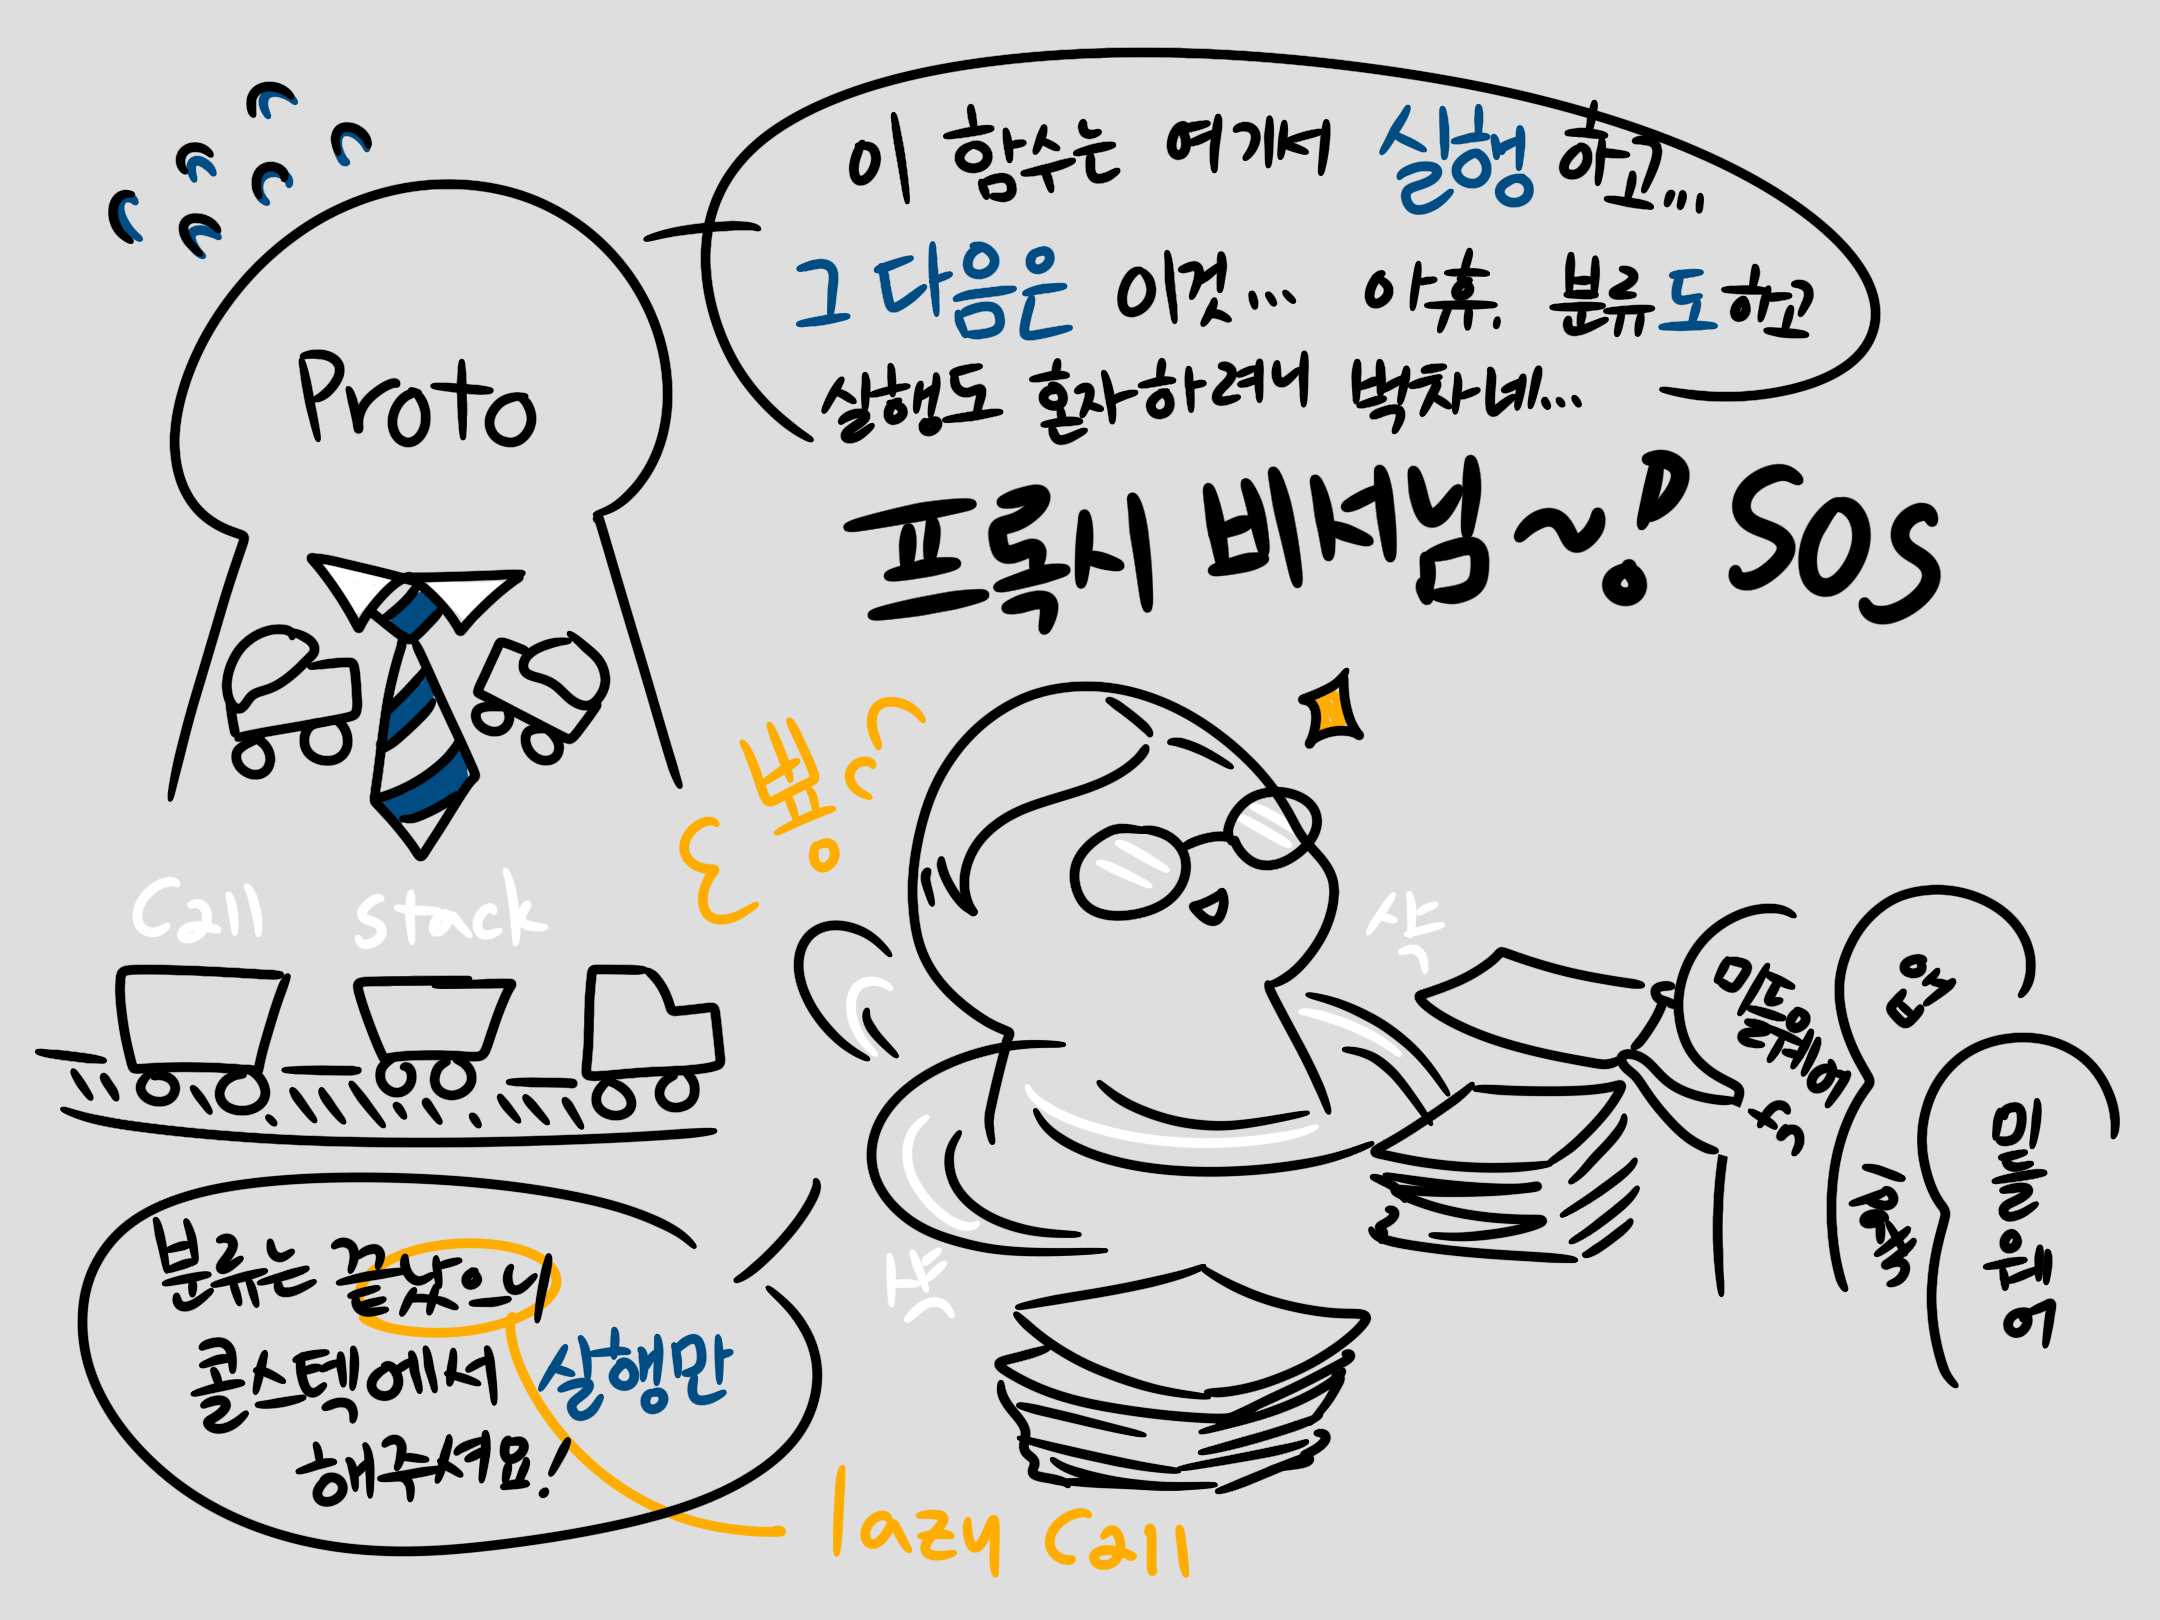 이 함수는 여기서 실행 하고....
그 다음은 이것... 아휴. 분류도하고
실행도 혼자하려니 벅차네...
프록시 비서님~! SOS
Proto
뿅
Call stack
샥
샥
미들웨어
미들웨어
분류는 끝났으니
콜스텍에서 실행만
해주세요!
lazy call